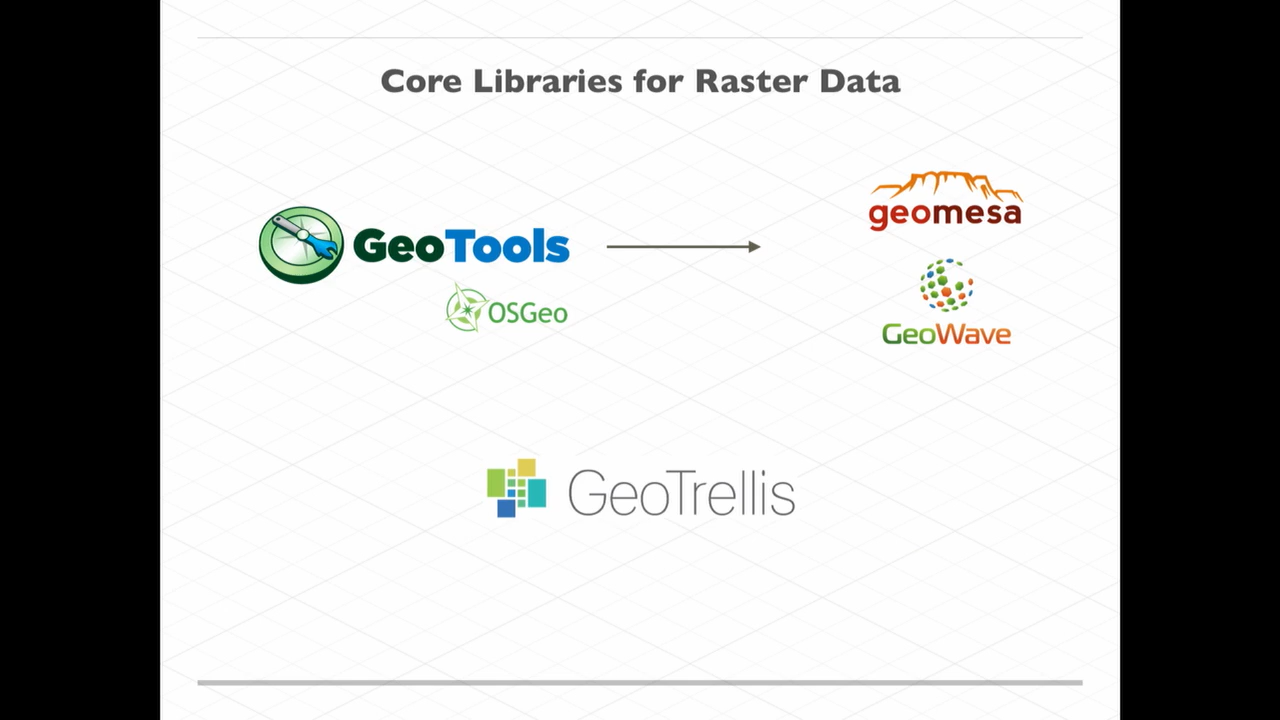 Core Libraries for Raster Data
GeoTools
OSGeo
geomesa
GeoWave
GeoTrellis